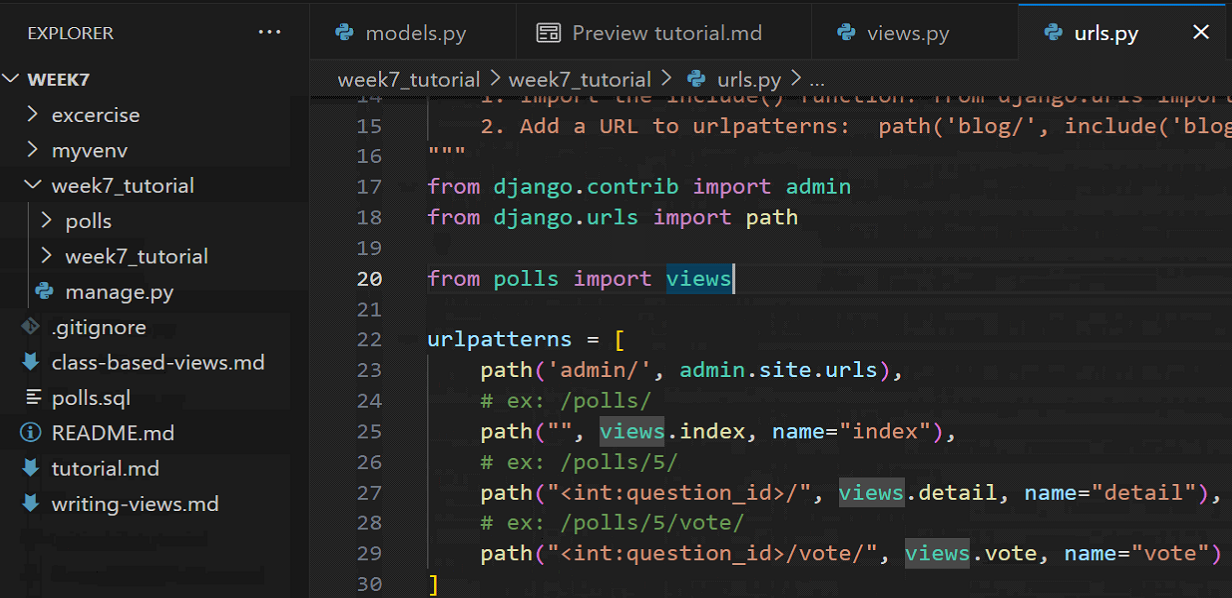 EXPLORER ...
models.py Preview tutorial.md views.py urls.py
WEEK7
week7_tutorial > week7_tutorial > urls.py > ...
excercise
myvenv
week7_tutorial
polls
week7_tutorial
manage.py
.gitignore
class-based-views.md
polls.sql
README.md
tutorial.md
writing-views.md
14 1. Import the include() function: from django.urls import
15 2. Add a URL to urlpatterns:  path('blog/', include('blog
16 """
17 from django.contrib import admin
18 from django.urls import path
19
20 from polls import views
21
22 urlpatterns = [
23 path('admin/', admin.site.urls),
24 # ex: /polls/
25 path("", views.index, name="index"),
26 # ex: /polls/5/
27 path("<int:question_id>/", views.detail, name="detail"),
28 # ex: /polls/5/vote/
29 path("<int:question_id>/vote/", views.vote, name="vote")
30 ]